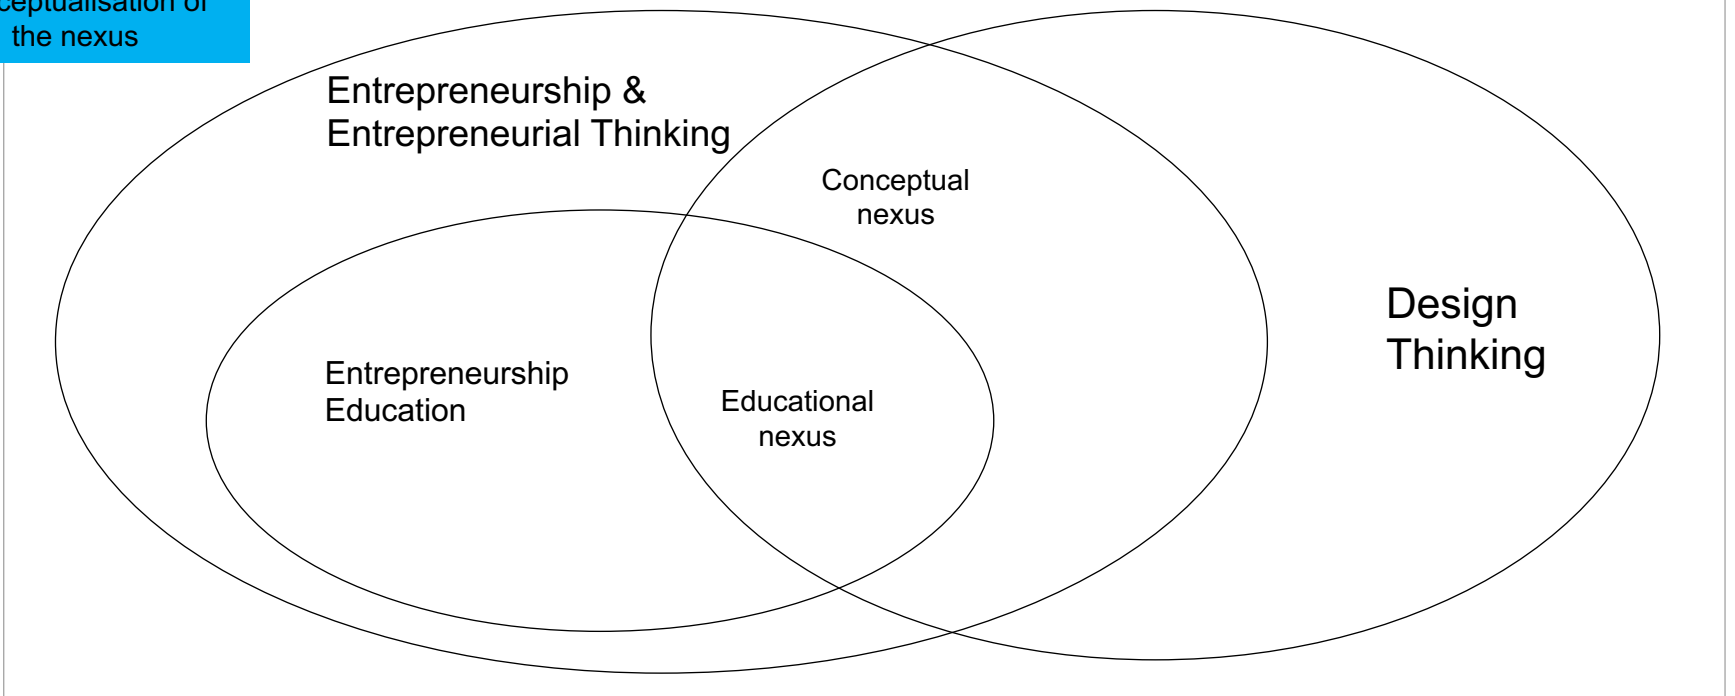 the nexus
Entrepreneurship &
Entrepreneurial Thinking
Conceptual
nexus
Design
Thinking
Entrepreneurship
Education
Educational
nexus